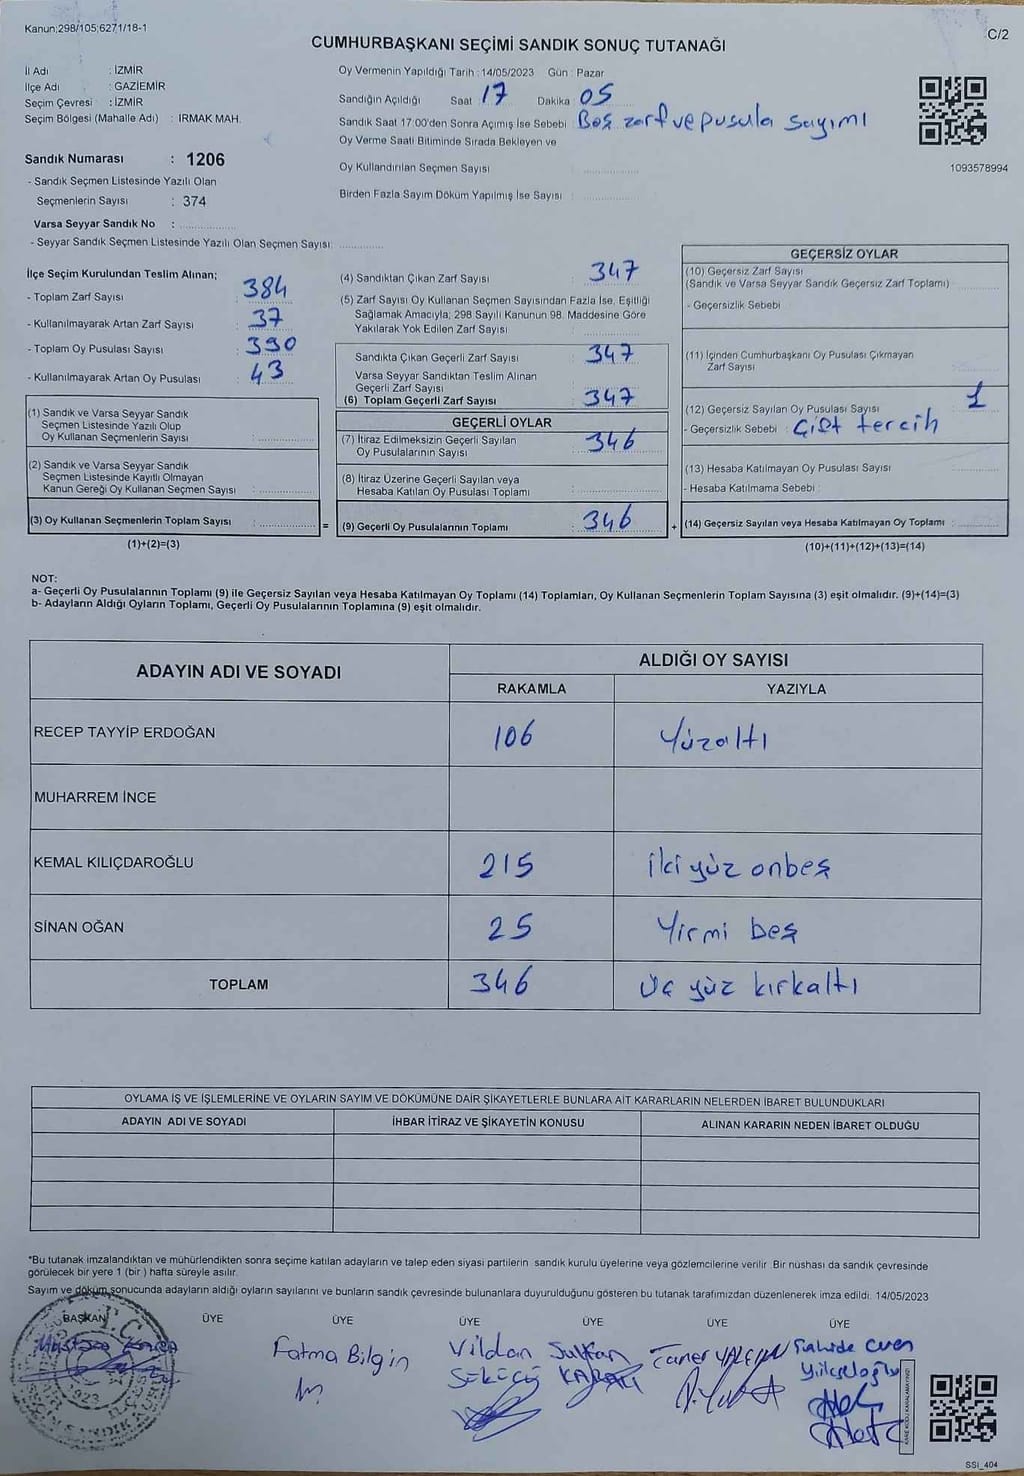 Kanun;298/105;6271/18-1
C/2
CUMHURBAŞKANI SEÇİMİ SANDIK SONUÇ TUTANAĞI
İl Adı : İZMİR
İlçe Adı : GAZİEMİR
Seçim Çevresi : İZMİR
Seçim Bölgesi (Mahalle Adı) : IRMAK MAH.
Oy Vermenin Yapıldığı Tarih : 14/05/2023 Gün : Pazar
Sandığın Açıldığı Saat 17 Dakika 05
Sandık Saat 17:00'den Sonra Açmış İse Sebebi : Boş zarf ve pusula sayımı
Oy Verme Saati Bitiminde Sırada Bekleyen ve
Oy Kullandırılan Seçmen Sayısı
Birden Fazla Sayım Döküm Yapılmış İse Sayısı :
1093578994
Sandık Numarası : 1206
- Sandık Seçmen Listesinde Yazılı Olan
Seçmenlerin Sayısı : 374
Varsa Seyyar Sandık No :
- Seyyar Sandık Seçmen Listesinde Yazılı Olan Seçmen Sayısı:
İlçe Seçim Kurulundan Teslim Alınan;
- Toplam Zarf Sayısı : 384
- Kullanılmayarak Artan Zarf Sayısı : 37
- Toplam Oy Pusulası Sayısı : 390
- Kullanılmayarak Artan Oy Pusulası : 43
(1) Sandık ve Varsa Seyyar Sandık
Seçmen Listesinde Yazılı Olup
Oy Kullanan Seçmenlerin Sayısı :
(2) Sandık ve Varsa Seyyar Sandık
Seçmen Listesinde Kayıtlı Olmayan
Kanun Gereği Oy Kullanan Seçmen Sayısı :
(3) Oy Kullanan Seçmenlerin Toplam Sayısı : =
(1)+(2)=(3)
(4) Sandıktan Çıkan Zarf Sayısı : 347
(5) Zarf Sayısı Oy Kullanan Seçmen Sayısından Fazla İse, Eşitliği
Sağlamak Amacıyla; 298 Sayılı Kanunun 98. Maddesine Göre
Yakılarak Yok Edilen Zarf Sayısı :
Sandıkta Çıkan Geçerli Zarf Sayısı : 347
Varsa Seyyar Sandıktan Teslim Alınan
Geçerli Zarf Sayısı :
(6) Toplam Geçerli Zarf Sayısı : 347
GEÇERLİ OYLAR
(7) İtiraz Edilmeksizin Geçerli Sayılan
Oy Pusulalarının Sayısı : 346
(8) İtiraz Üzerine Geçerli Sayılan veya
Hesaba Katılan Oy Pusulası Toplamı :
(9) Geçerli Oy Pusulalarının Toplamı : 346 +
GEÇERSİZ OYLAR
(10) Geçersiz Zarf Sayısı
(Sandık ve Varsa Seyyar Sandık Geçersiz Zarf Toplamı)
- Geçersizlik Sebebi :
(11) İçinden Cumhurbaşkanı Oy Pusulası Çıkmayan
Zarf Sayısı
(12) Geçersiz Sayılan Oy Pusulası Sayısı 1
- Geçersizlik Sebebi : Çift tercih
(13) Hesaba Katılmayan Oy Pusulası Sayısı
- Hesaba Katılmama Sebebi :
(14) Geçersiz Sayılan veya Hesaba Katılmayan Oy Toplamı :
(10)+(11)+(12)+(13)=(14)
NOT:
a- Geçerli Oy Pusulalarının Toplamı (9) ile Geçersiz Sayılan veya Hesaba Katılmayan Oy Toplamı (14) Toplamları, Oy Kullanan Seçmenlerin Toplam Sayısına (3) eşit olmalıdır. (9)+(14)=(3)
b- Adayların Aldığı Oyların Toplamı, Geçerli Oy Pusulalarının Toplamına (9) eşit olmalıdır.
ADAYIN ADI VE SOYADI
ALDIĞI OY SAYISI
RAKAMLA YAZIYLA
RECEP TAYYİP ERDOĞAN 106 Yüzaltı
MUHARREM İNCE
KEMAL KILIÇDAROĞLU 215 iki yüz onbeş
SİNAN OĞAN 25 Yirmi beş
TOPLAM 346 üç yüz kırkaltı
OYLAMA İŞ VE İŞLEMLERİNE VE OYLARIN SAYIM VE DÖKÜMÜNE DAİR ŞİKAYETLERLE BUNLARA AİT KARARLARIN NELERDEN İBARET BULUNDUKLARI
ADAYIN ADI VE SOYADI İHBAR İTİRAZ VE ŞİKAYETİN KONUSU ALINAN KARARIN NEDEN İBARET OLDUĞU
*Bu tutanak imzalandıktan ve mühürlendikten sonra seçime katılan adayların ve talep eden siyasi partilerin sandık kurulu üyelerine veya gözlemcilerine verilir. Bir nüshası da sandık çevresinde
görülecek bir yere 1 (bir ) hafta süreyle asılır.
Sayım ve döküm sonucunda adayların aldığı oyların sayılarını ve bunların sandık çevresinde bulunanlara duyurulduğunu gösteren bu tutanak tarafımızdan düzenlenerek imza edildi. 14/05/2023
BAŞKAN ÜYE ÜYE ÜYE ÜYE ÜYE ÜYE
Fatma Bilgin
Vildan
Sultan
Taner YALÇIN
SSI_404